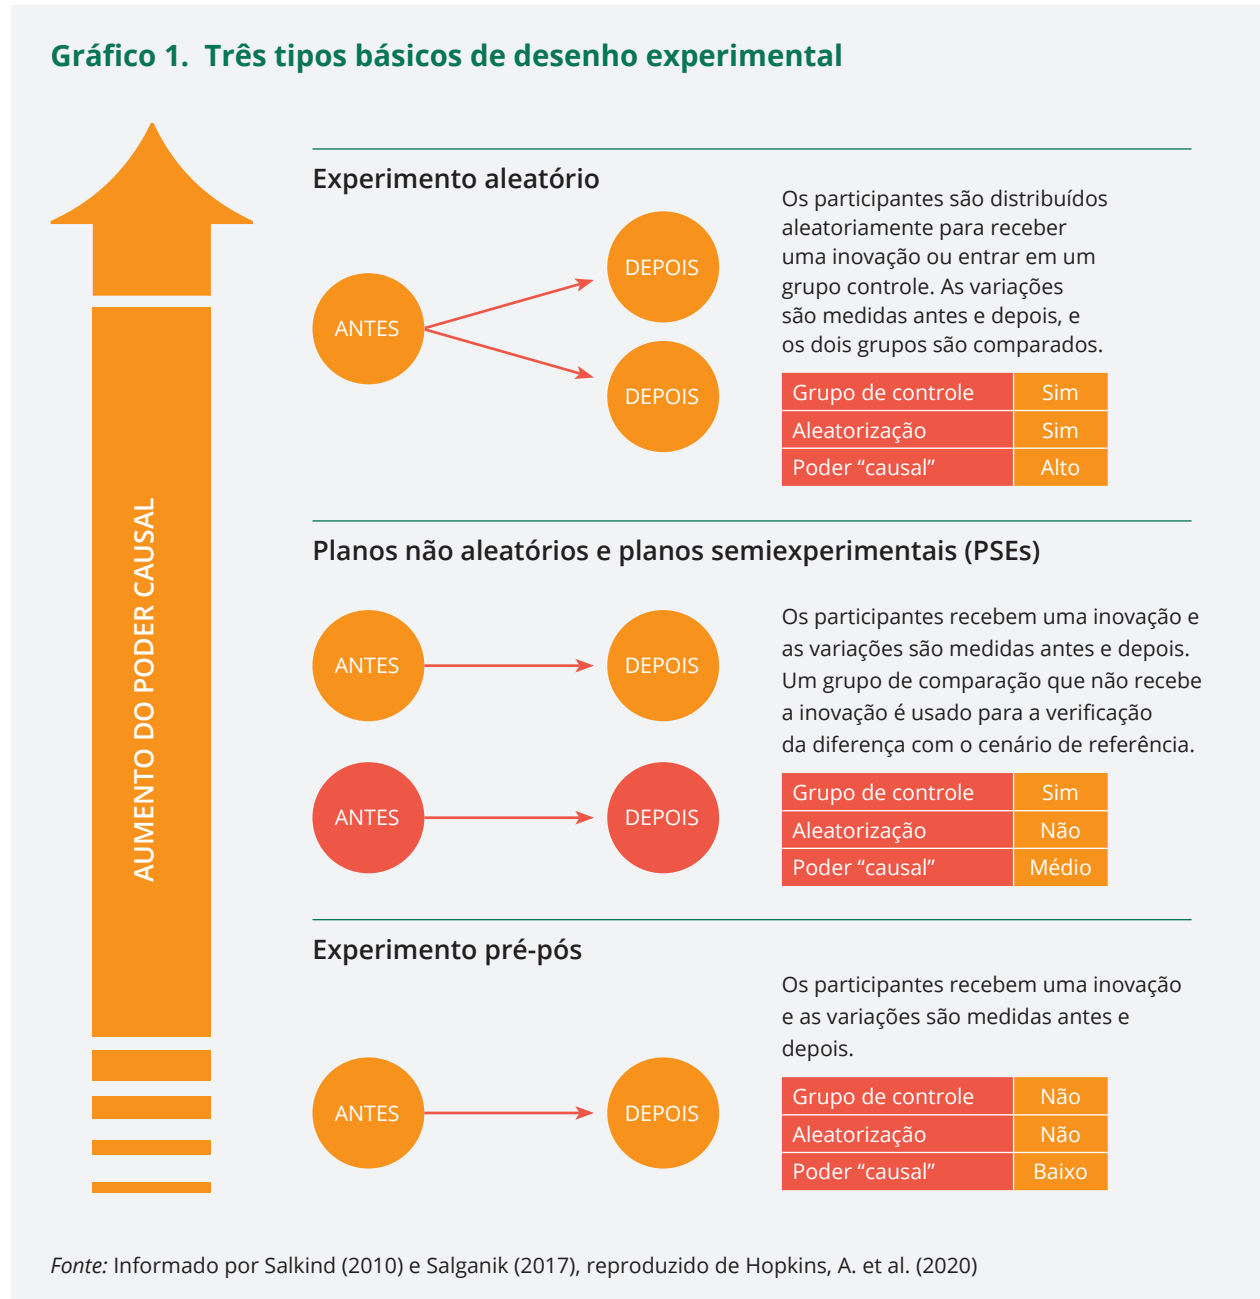 Gráfico 1. Três tipos básicos de desenho experimental
AUMENTO DO PODER CAUSAL
Experimento aleatório
ANTES
DEPOIS
DEPOIS
Os participantes são distribuídos
aleatoriamente para receber
uma inovação ou entrar em um
grupo controle. As variações
são medidas antes e depois, e
os dois grupos são comparados.
Grupo de controle Sim
Aleatorização Sim
Poder “causal” Alto
Planos não aleatórios e planos semiexperimentais (PSEs)
ANTES DEPOIS
ANTES DEPOIS
Os participantes recebem uma inovação e
as variações são medidas antes e depois.
Um grupo de comparação que não recebe
a inovação é usado para a verificação
da diferença com o cenário de referência.
Grupo de controle Sim
Aleatorização Não
Poder “causal” Médio
Experimento pré-pós
ANTES DEPOIS
Os participantes recebem uma inovação
e as variações são medidas antes e
depois.
Grupo de controle Não
Aleatorização Não
Poder “causal” Baixo
Fonte: Informado por Salkind (2010) e Salganik (2017), reproduzido de Hopkins, A. et al. (2020)